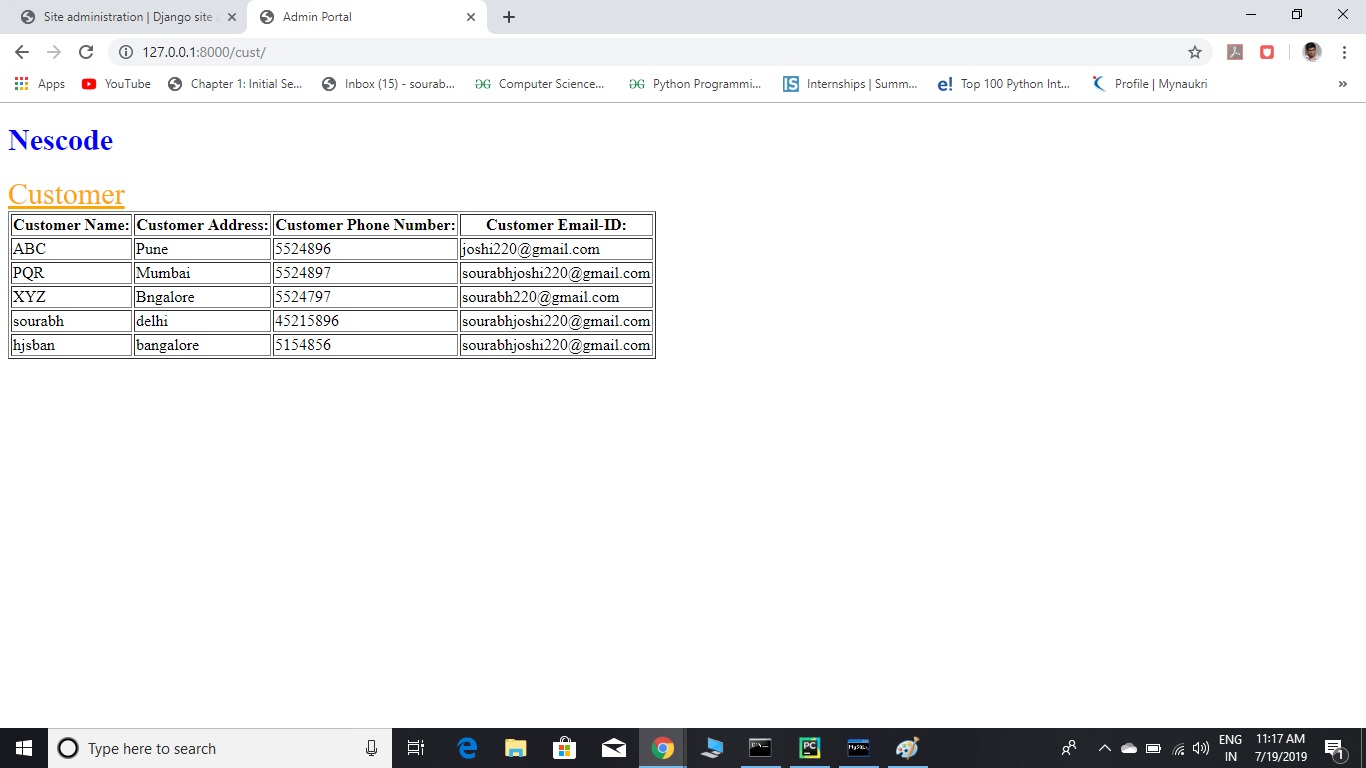 Site administration | Django site
Admin Portal
127.0.0.1:8000/cust/
Apps YouTube Chapter 1: Initial Se... Inbox (15) - sourab... Computer Science... Python Programmi... Internships | Summ... Top 100 Python Int... Profile | Mynaukri »
Nescode
Customer
Customer Name: Customer Address: Customer Phone Number: Customer Email-ID:
ABC Pune 5524896 joshi220@gmail.com
PQR Mumbai 5524897 sourabhjoshi220@gmail.com
XYZ Bngalore 5524797 sourabh220@gmail.com
sourabh delhi 45215896 sourabhjoshi220@gmail.com
hjsban bangalore 5154856 sourabhjoshi220@gmail.com
Type here to search
ENG
IN
11:17 AM
7/19/2019
1